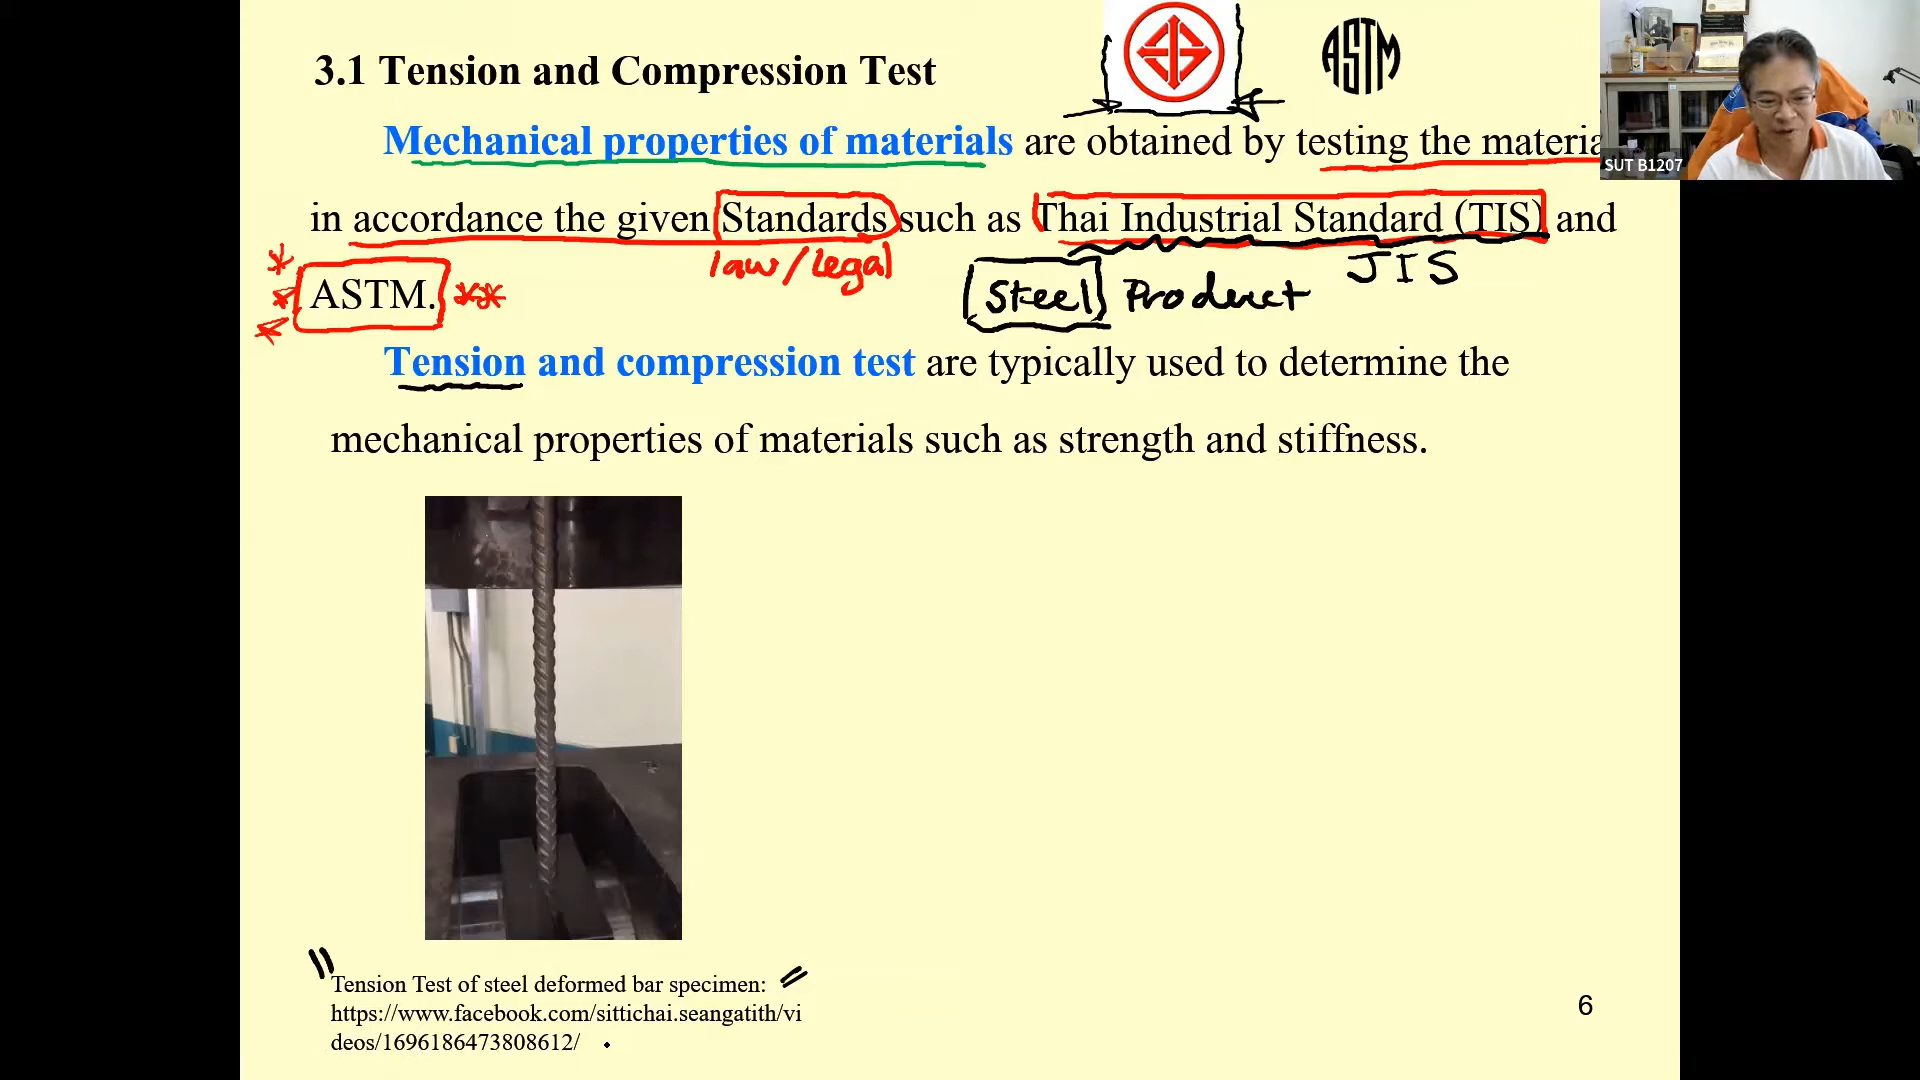 3.1 Tension and Compression Test
ASTM
Mechanical properties of materials are obtained by testing the materia
SUT B1207
in accordance the given Standards such as Thai Industrial Standard (TIS) and
law/legal
JIS
ASTM.
Steel Product
Tension and compression test are typically used to determine the
mechanical properties of materials such as strength and stiffness.
Tension Test of steel deformed bar specimen:
https://www.facebook.com/sittichai.seangatith/vi
deos/1696186473808612/
6